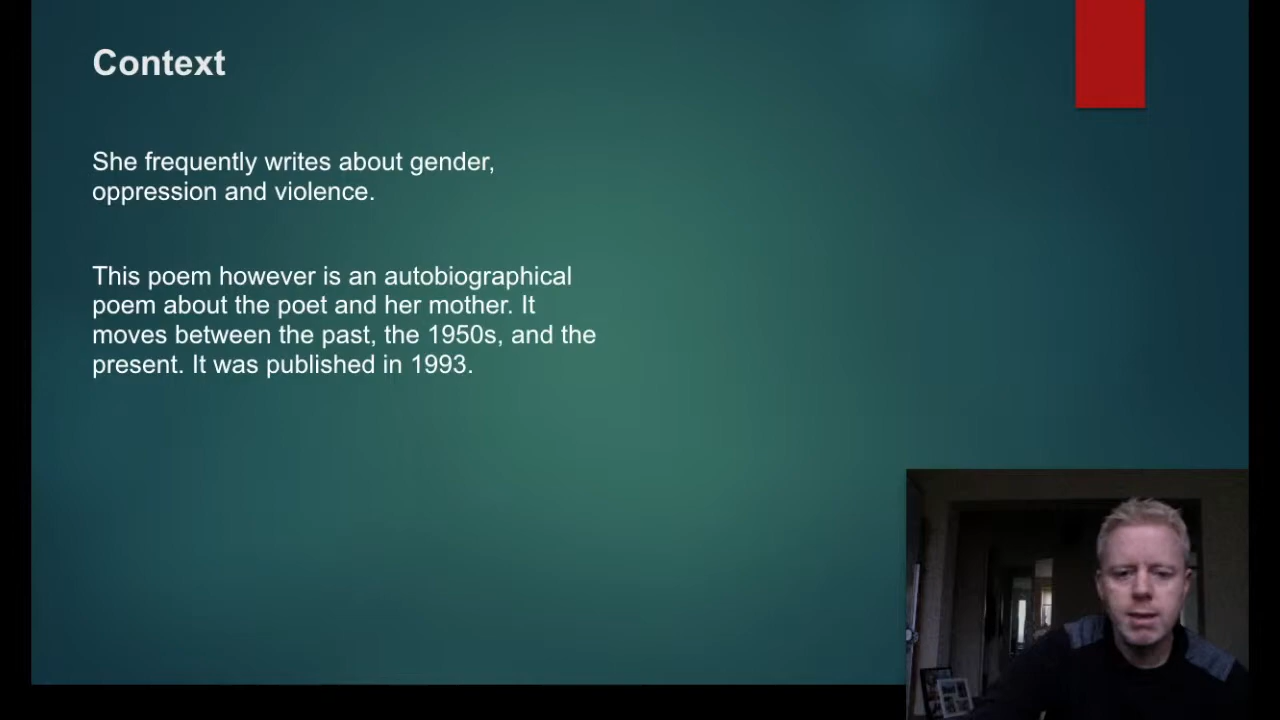 Context
She frequently writes about gender,
oppression and violence.
This poem however is an autobiographical
poem about the poet and her mother. It
moves between the past, the 1950s, and the
present. It was published in 1993.